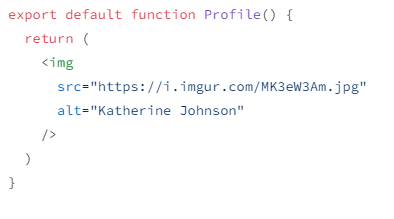 export default function Profile() {
  return (
    <img
      src="https://i.imgur.com/MK3eW3Am.jpg"
      alt="Katherine Johnson"
    />
  )
}